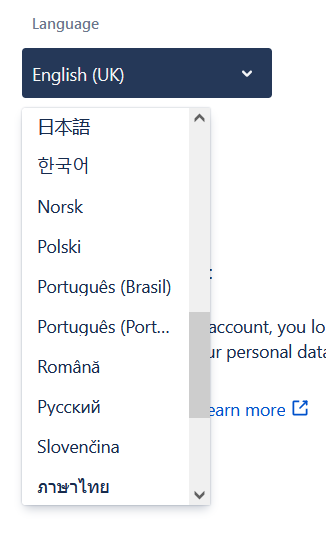 Language
English (UK)
日本語
한국어
Norsk
Polski
Português (Brasil)
Português (Port...
account, you lo
Română
ur personal data
Русский
earn more
Slovenčina
ภาษาไทย